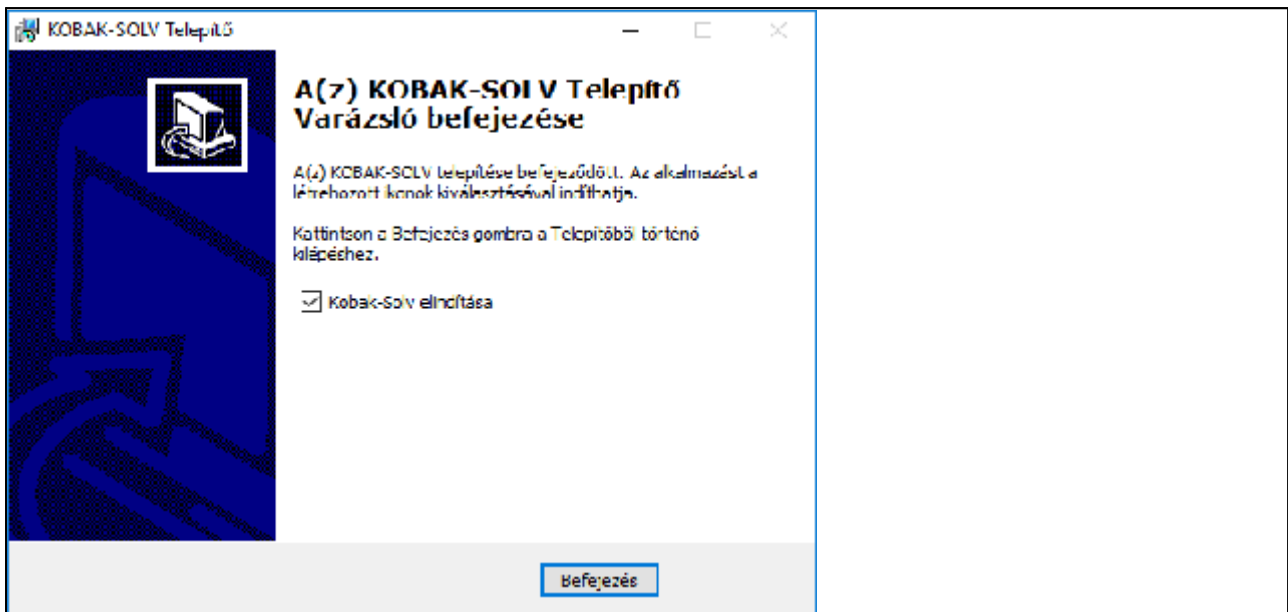 KOBAK-SOLV Telepítő
A(z) KOBAK-SOLV Telepítő
Varázsló befejezése
A(z) KOBAK-SOLV telepítése befejeződött. Az alkalmazást a
létrehozott ikonok kiválasztásával indíthatja.
Kattintson a Befejezés gombra a Telepítőből történő
kilépéshez.
Kobak-Solv elindítása
Befejezés